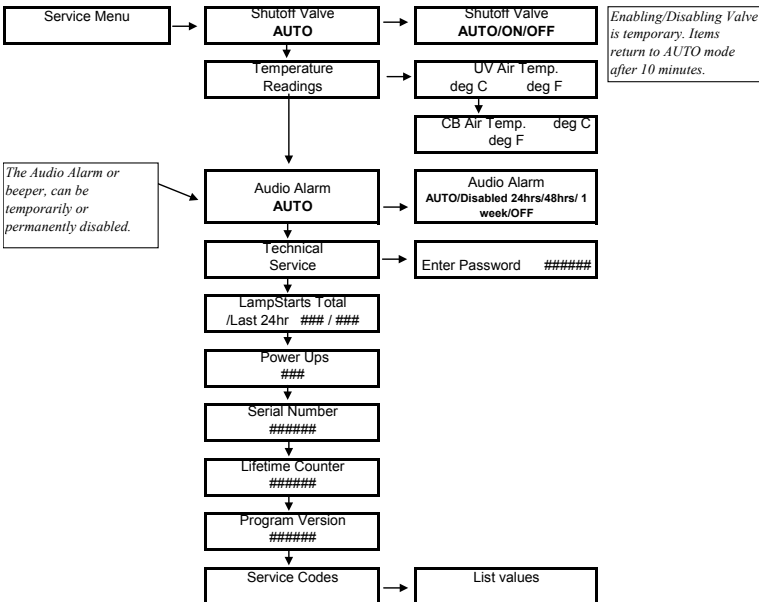 Service Menu
Shutoff Valve
AUTO
Shutoff Valve
AUTO/ON/OFF
Enabling/Disabling Valve
is temporary. Items
return to AUTO mode
after 10 minutes.
Temperature
Readings
UV Air Temp.
deg C deg F
CB Air Temp. deg C
deg F
The Audio Alarm or
beeper, can be
temporarily or
permanently disabled.
Audio Alarm
AUTO
Audio Alarm
AUTO/Disabled 24hrs/48hrs/ 1
week/OFF
Technical
Service
Enter Password ######
LampStarts Total
/Last 24hr ### / ###
Power Ups
###
Serial Number
######
Lifetime Counter
######
Program Version
######
Service Codes
List values